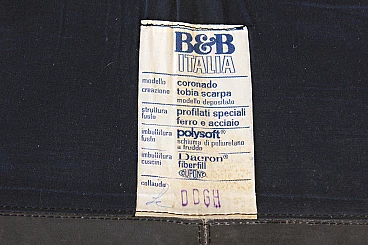 B&B
ITALIA
modello coronado
creazione tobia scarpa
modello depositato
struttura profilati speciali
fusto ferro e acciaio
imbottitura polysoft®
fusto schiuma di poliuretano
a freddo
imbottitura Dacron®
cuscini fiberfill
DUPONT
collaudo DDGH